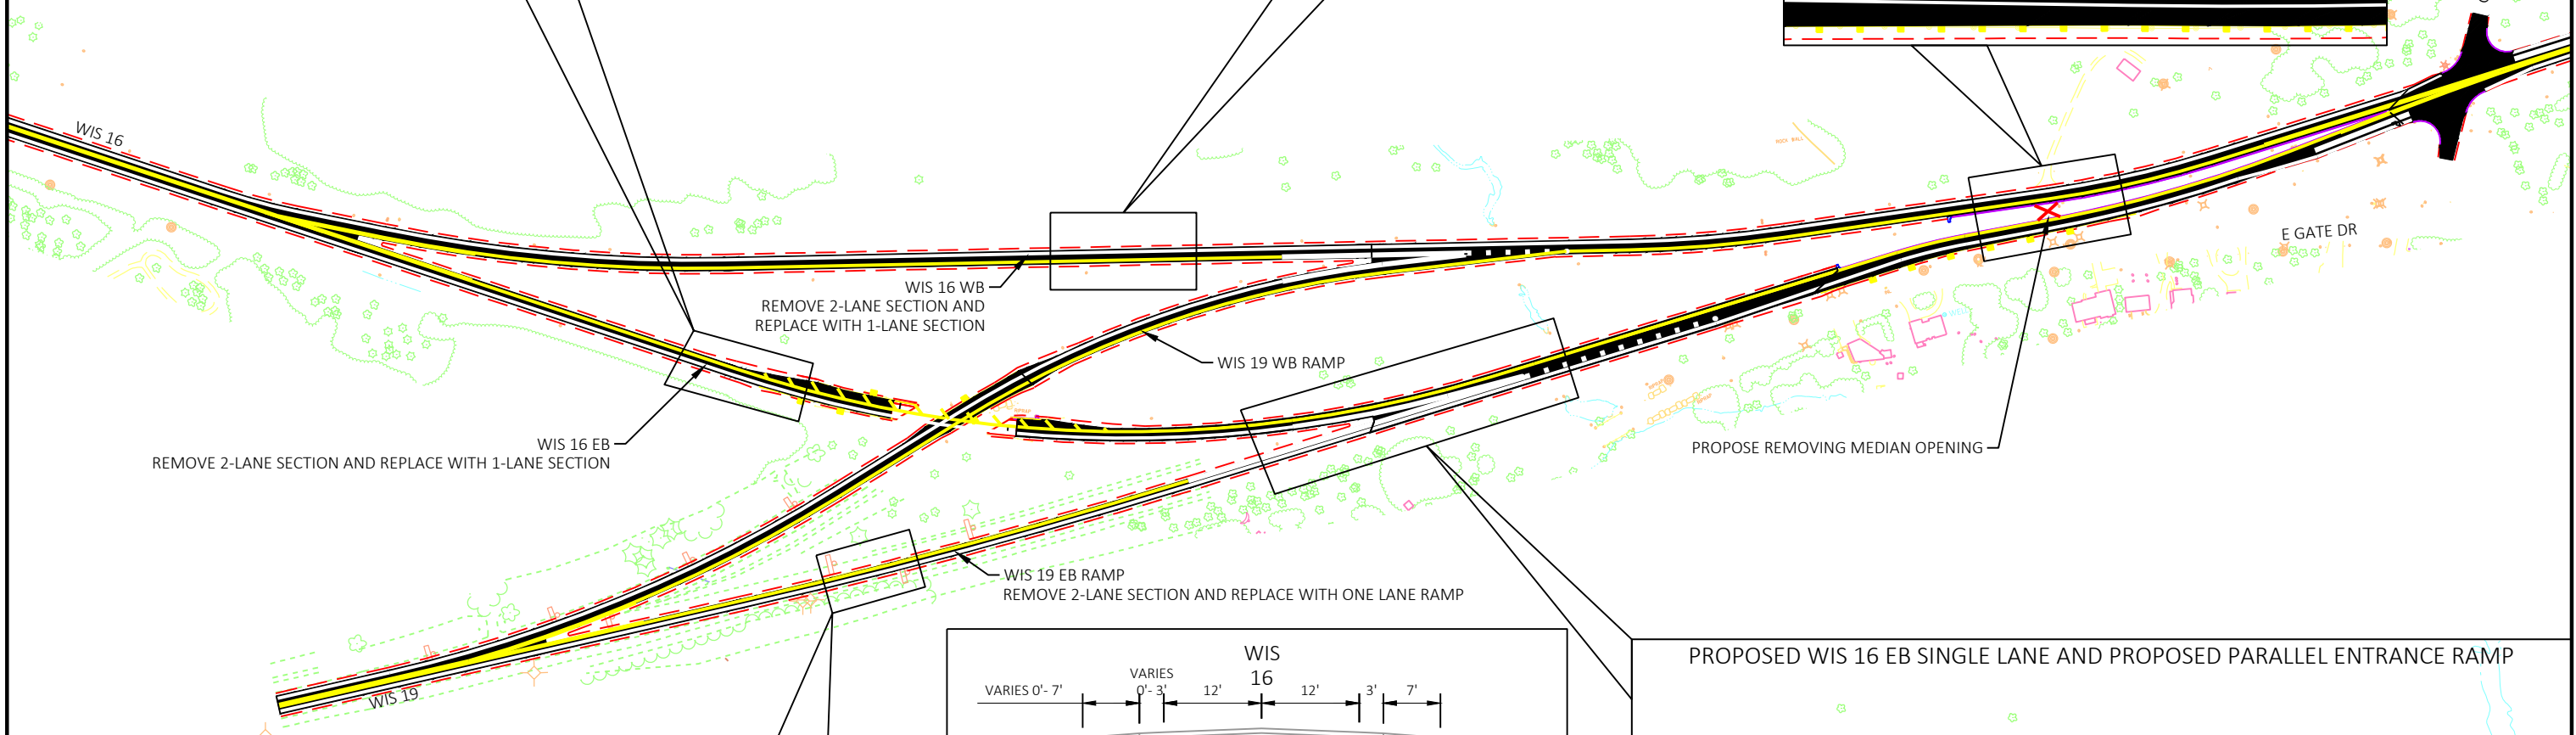 WIS 16
WIS 16 WB
REMOVE 2-LANE SECTION AND
REPLACE WITH 1-LANE SECTION
WIS 19 WB RAMP
E GATE DR
ROCK WALL
WIS 16 EB
REMOVE 2-LANE SECTION AND REPLACE WITH 1-LANE SECTION
PROPOSE REMOVING MEDIAN OPENING
WIS 19 EB RAMP
REMOVE 2-LANE SECTION AND REPLACE WITH ONE LANE RAMP
WIS 19
WIS
16
VARIES 0'- 7'
VARIES
0'- 3'
12'
12'
3'
7'
PROPOSED WIS 16 EB SINGLE LANE AND PROPOSED PARALLEL ENTRANCE RAMP